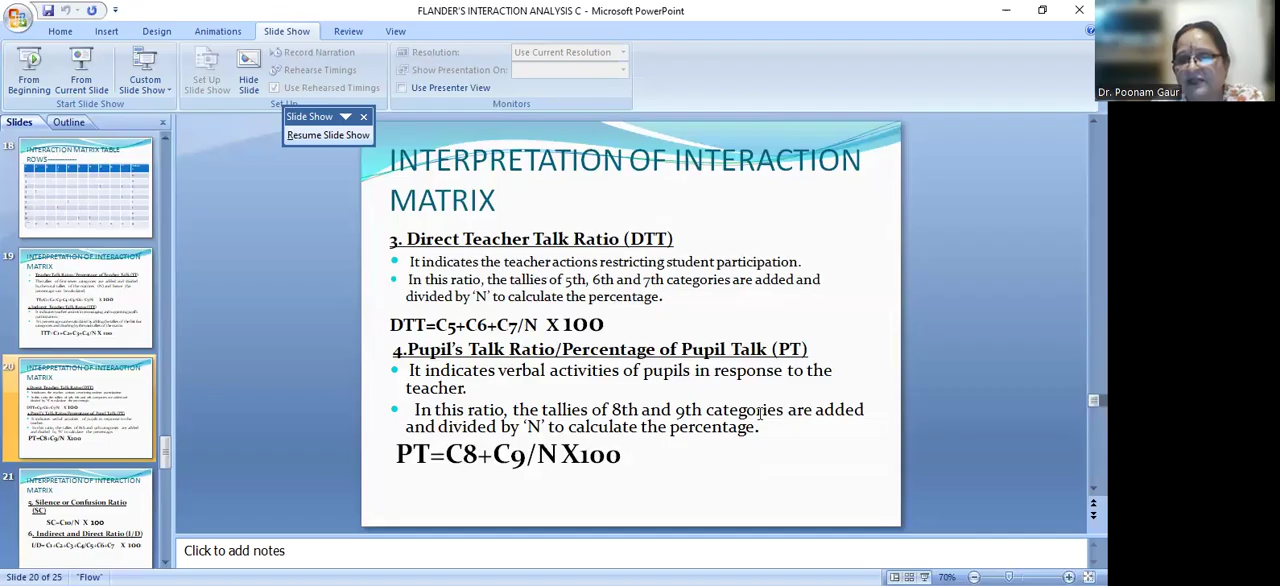 FLANDER'S INTERACTION ANALYSIS C - Microsoft PowerPoint
Home Insert Design Animations Slide Show Review View
From Beginning
From Current Slide
Custom Slide Show
Start Slide Show
Set Up Slide Show
Hide Slide
Record Narration
Rehearse Timings
Use Rehearsed Timings
Set Up
Resolution: Use Current Resolution
Show Presentation On:
Use Presenter View
Monitors
Dr. Poonam Gaur
Slide Show
Resume Slide Show
Slides Outline
18
INTERACTION MATRIX TABLE
19
INTERPRETATION OF INTERACTION
MATRIX
20
INTERPRETATION OF INTERACTION
MATRIX
21
INTERPRETATION OF INTERACTION
MATRIX
5. Silence or Confusion Ratio
(SC)
SC=C10/N X 100
6. Indirect and Direct Ratio (I/D)
I/D= C1+C2+C3+C4/C5+C6+C7 X 100
INTERPRETATION OF INTERACTION
MATRIX
3. Direct Teacher Talk Ratio (DTT)
It indicates the teacher actions restricting student participation.
In this ratio, the tallies of 5th, 6th and 7th categories are added and
divided by 'N' to calculate the percentage.
DTT=C5+C6+C7/N X 100
4.Pupil's Talk Ratio/Percentage of Pupil Talk (PT)
It indicates verbal activities of pupils in response to the
teacher.
In this ratio, the tallies of 8th and 9th categories are added
and divided by 'N' to calculate the percentage.
PT=C8+C9/N X100
Click to add notes
Slide 20 of 25 "Flow" 70%